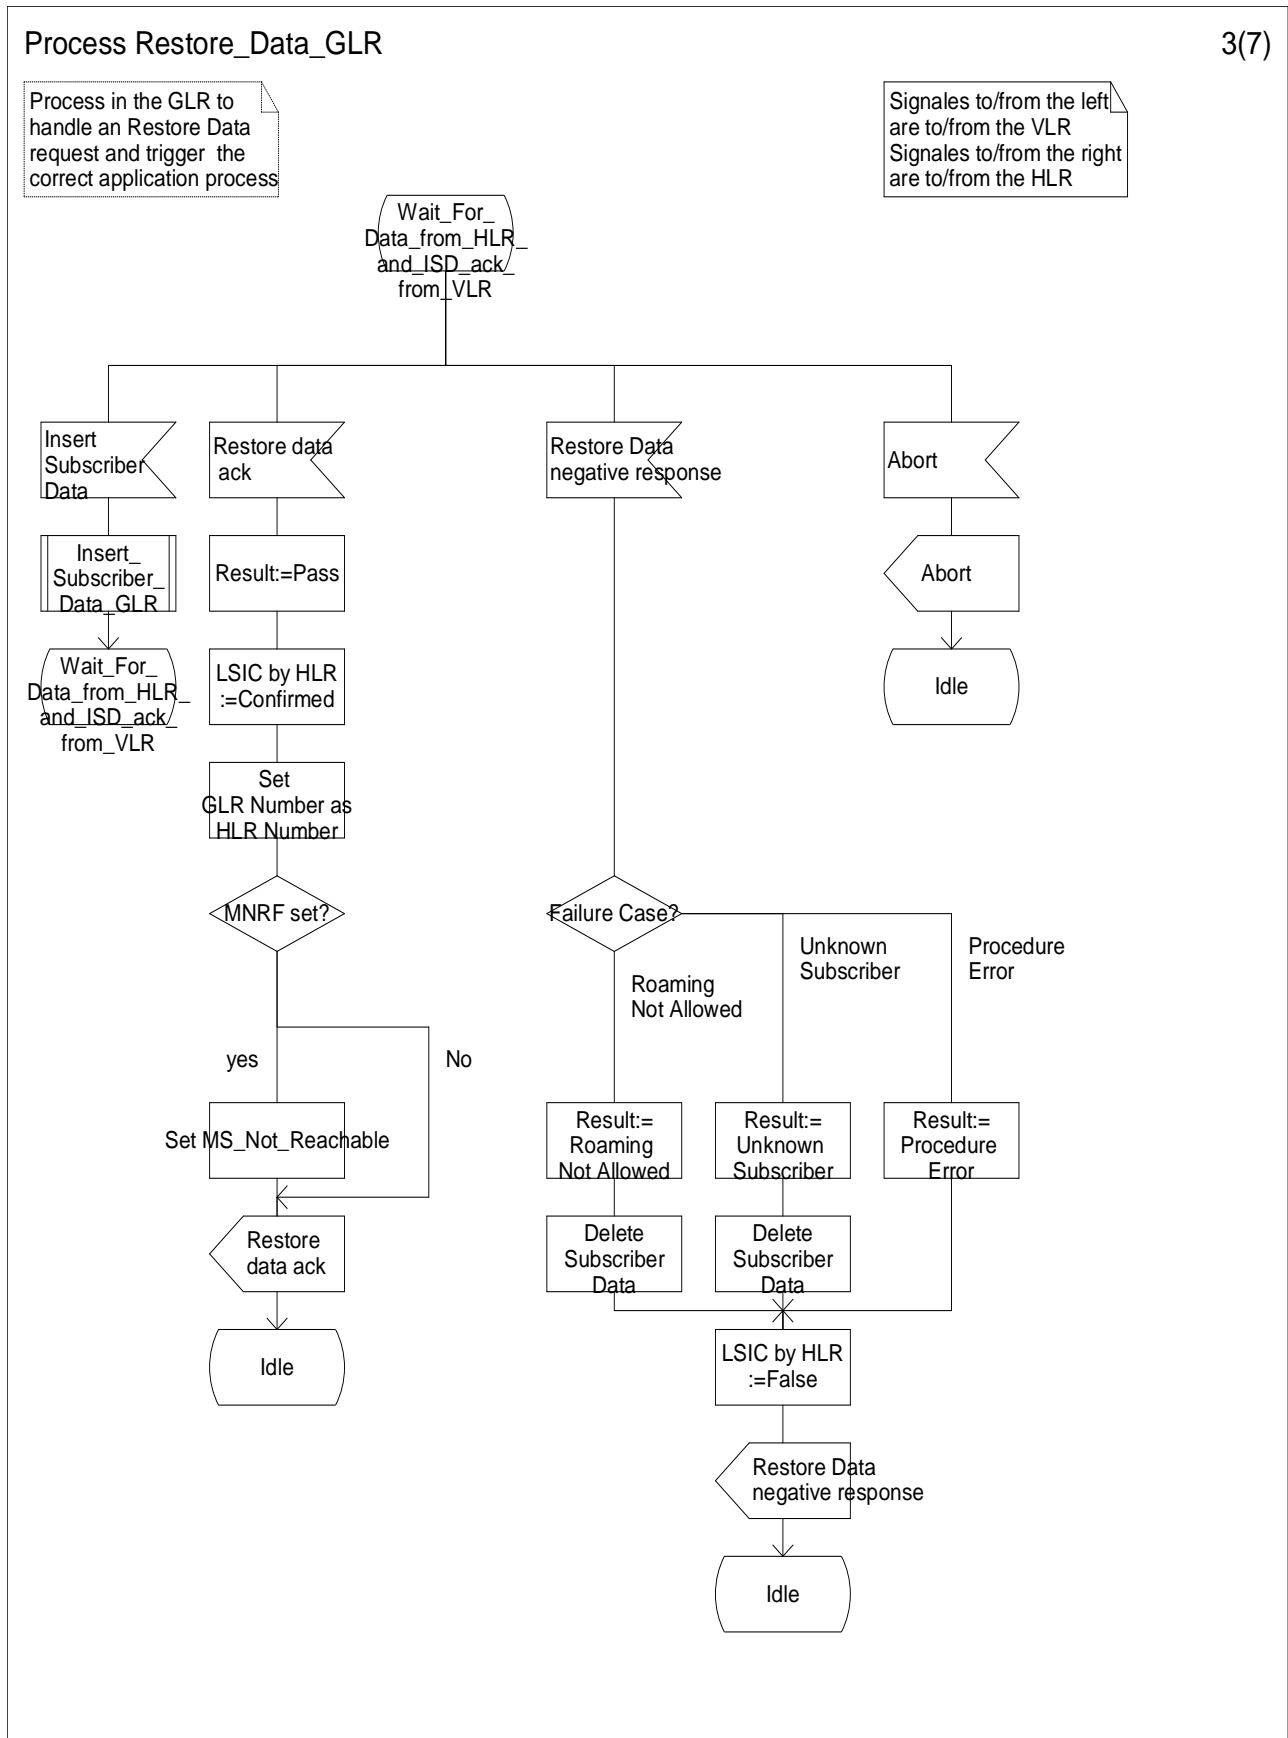 Process Restore_Data_GLR
3(7)
Process in the GLR to
handle an Restore Data
request and trigger the
correct application process
Signales to/from the left
are to/from the VLR
Signales to/from the right
are to/from the HLR
Wait_For_
Data_from_HLR_
and_ISD_ack_
from_VLR
Insert
Subscriber
Data
Restore data
ack
Restore Data
negative response
Abort
Insert_
Subscriber_
Data_GLR
Result:=Pass
Abort
Wait_For_
Data_from_HLR_
and_ISD_ack_
from_VLR
LSIC by HLR
:=Confirmed
Idle
Set
GLR Number as
HLR Number
MNRF set?
Failure Case?
Roaming
Not Allowed
Unknown
Subscriber
Procedure
Error
yes
No
Set MS_Not_Reachable
Result:=
Roaming
Not Allowed
Result:=
Unknown
Subscriber
Result:=
Procedure
Error
Restore
data ack
Delete
Subscriber
Data
Delete
Subscriber
Data
Idle
LSIC by HLR
:=False
Restore Data
negative response
Idle